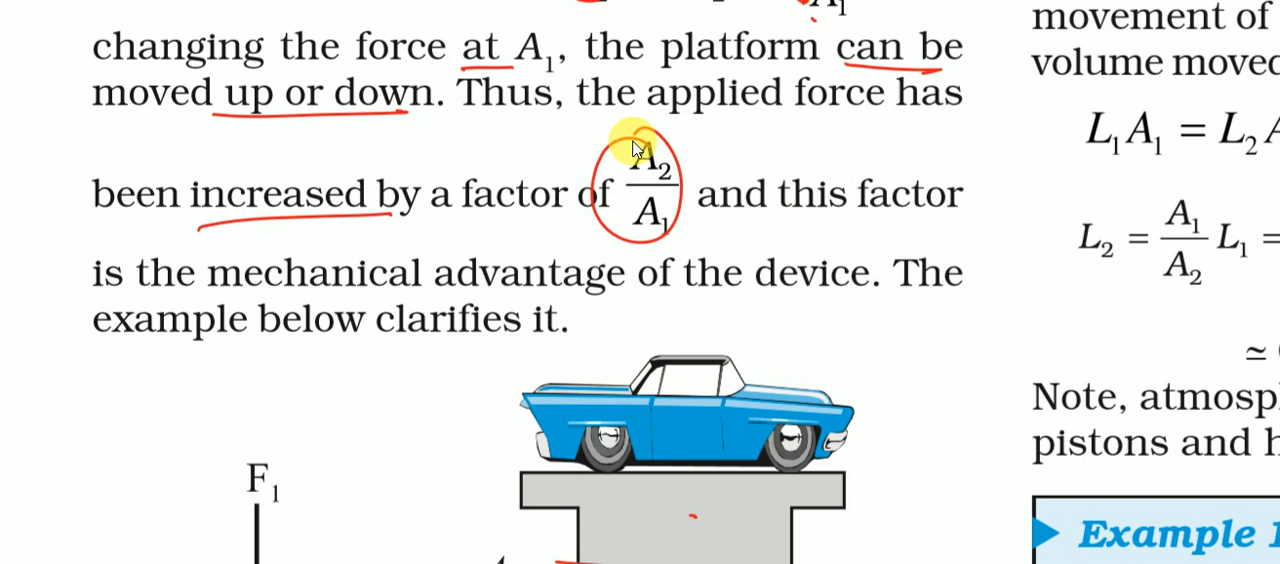 changing the force at A₁, the platform can be
moved up or down. Thus, the applied force has
been increased by a factor of A₂/A₁ and this factor
is the mechanical advantage of the device. The
example below clarifies it.
F₁
movement of
volume moved
L₁A₁ = L₂
L₂ = A₁/A₂ L₁ =
≃
Note, atmosp
pistons and h
Example